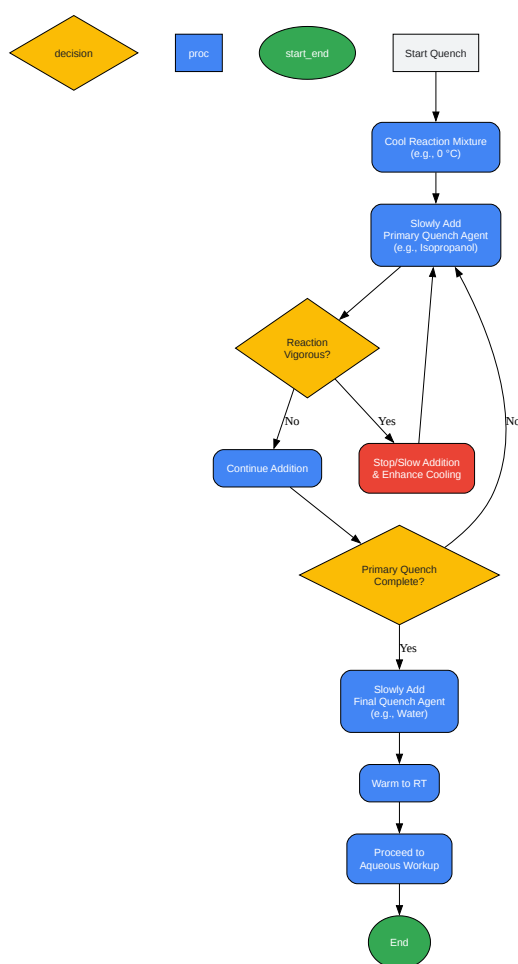 decision
proc
start_end
Start Quench
Cool Reaction Mixture
(e.g., 0 °C)
Slowly Add
Primary Quench Agent
(e.g., Isopropanol)
Reaction
Vigorous?
No
Yes
No
Continue Addition
Stop/Slow Addition
& Enhance Cooling
Primary Quench
Complete?
Yes
Slowly Add
Final Quench Agent
(e.g., Water)
Warm to RT
Proceed to
Aqueous Workup
End